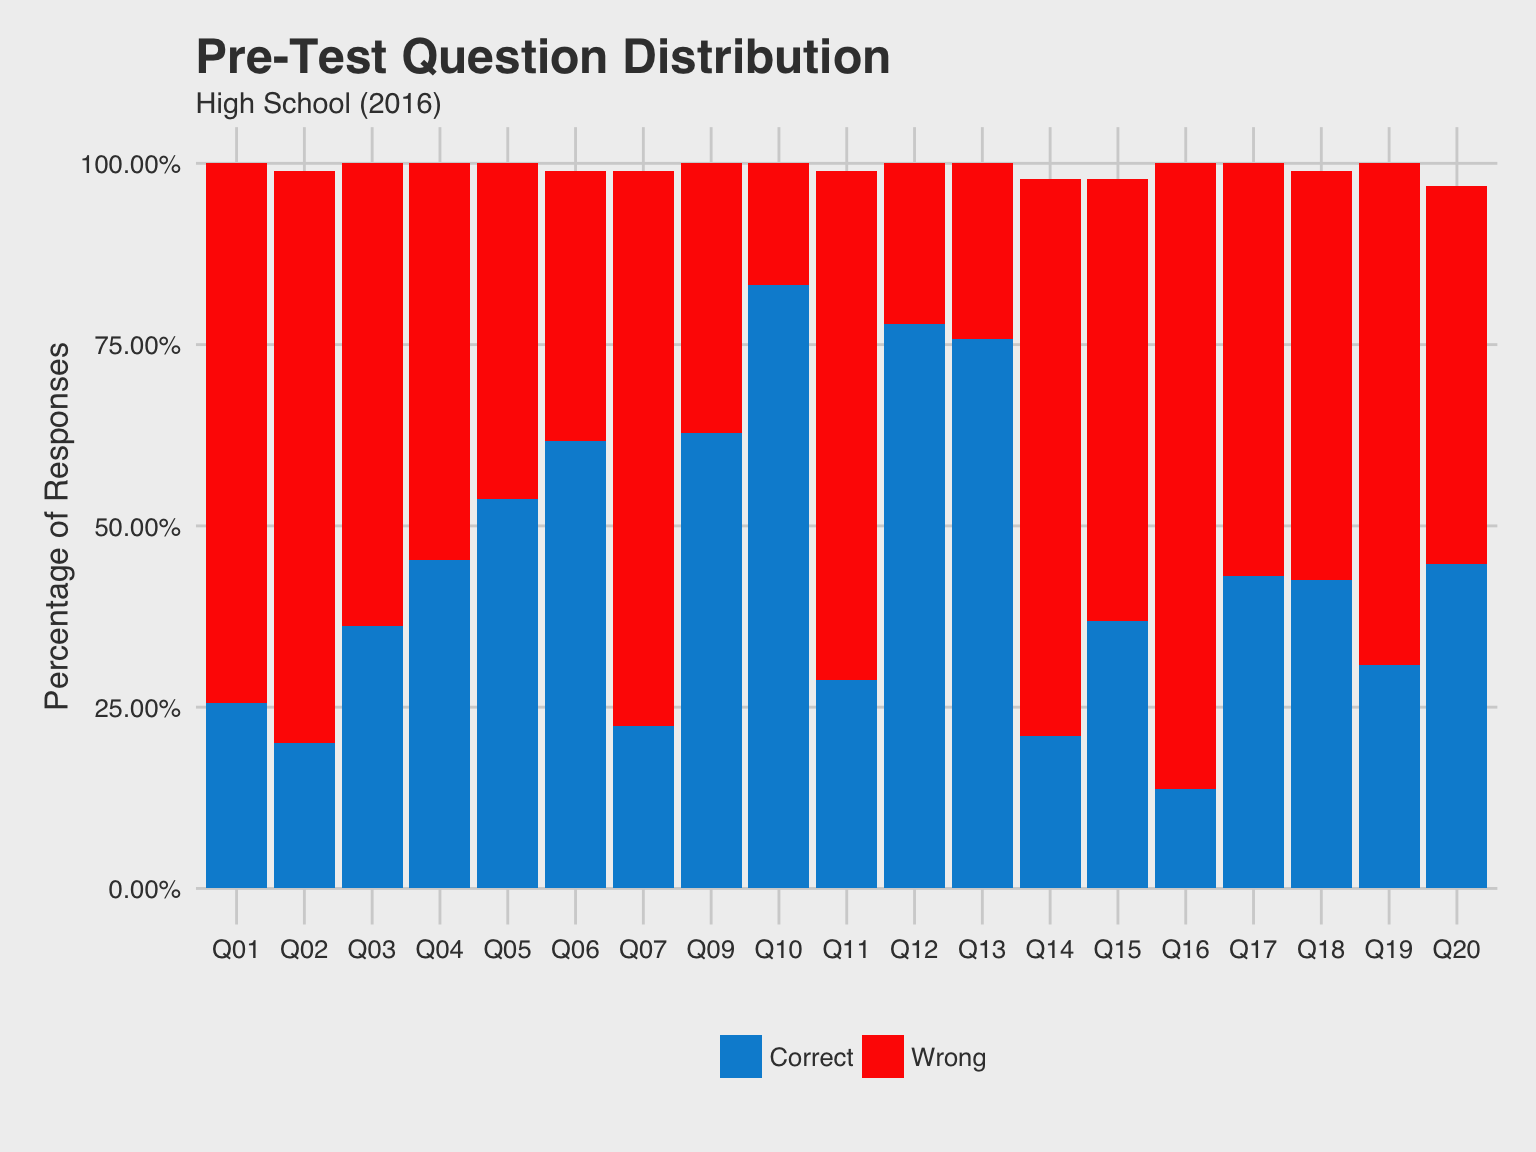 Pre-Test Question Distribution
High School (2016)
Percentage of Responses
100.00%
75.00%
50.00%
25.00%
0.00%
Q01 Q02 Q03 Q04 Q05 Q06 Q07 Q09 Q10 Q11 Q12 Q13 Q14 Q15 Q16 Q17 Q18 Q19 Q20
Correct Wrong